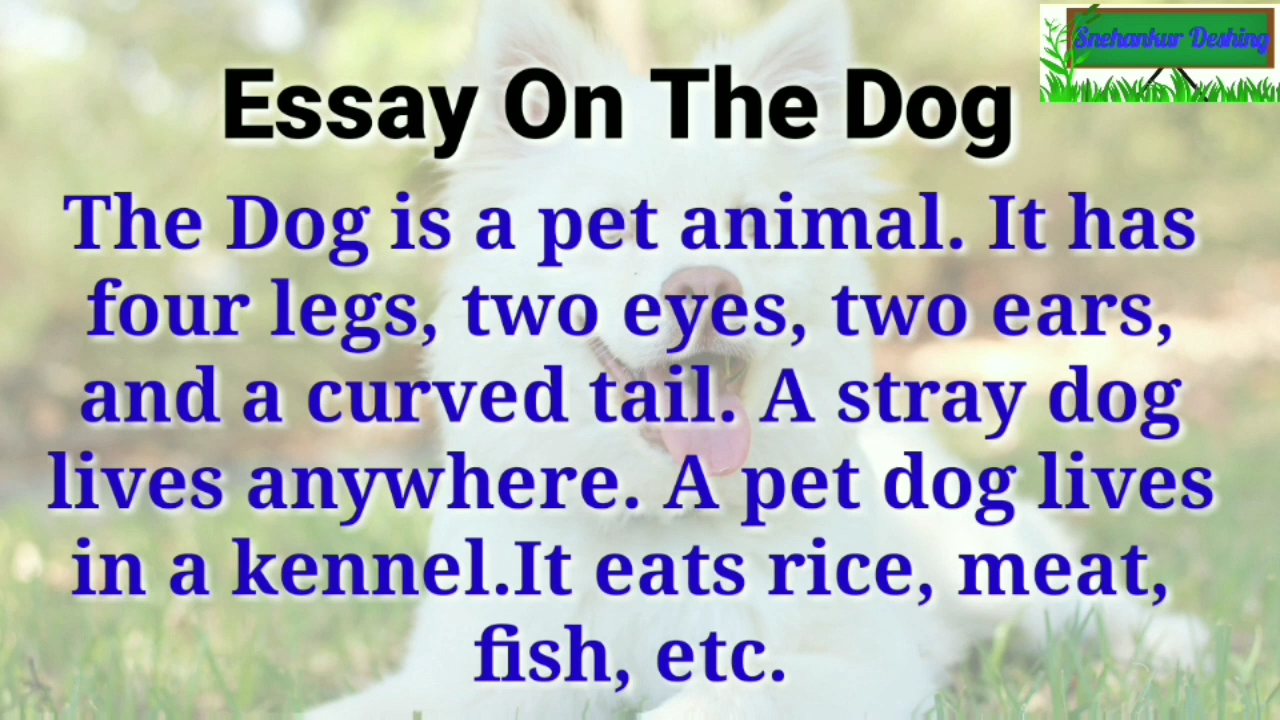 Snehankur Deshing
Essay On The Dog
The Dog is a pet animal. It has
four legs, two eyes, two ears,
and a curved tail. A stray dog
lives anywhere. A pet dog lives
in a kennel.It eats rice, meat,
fish, etc.